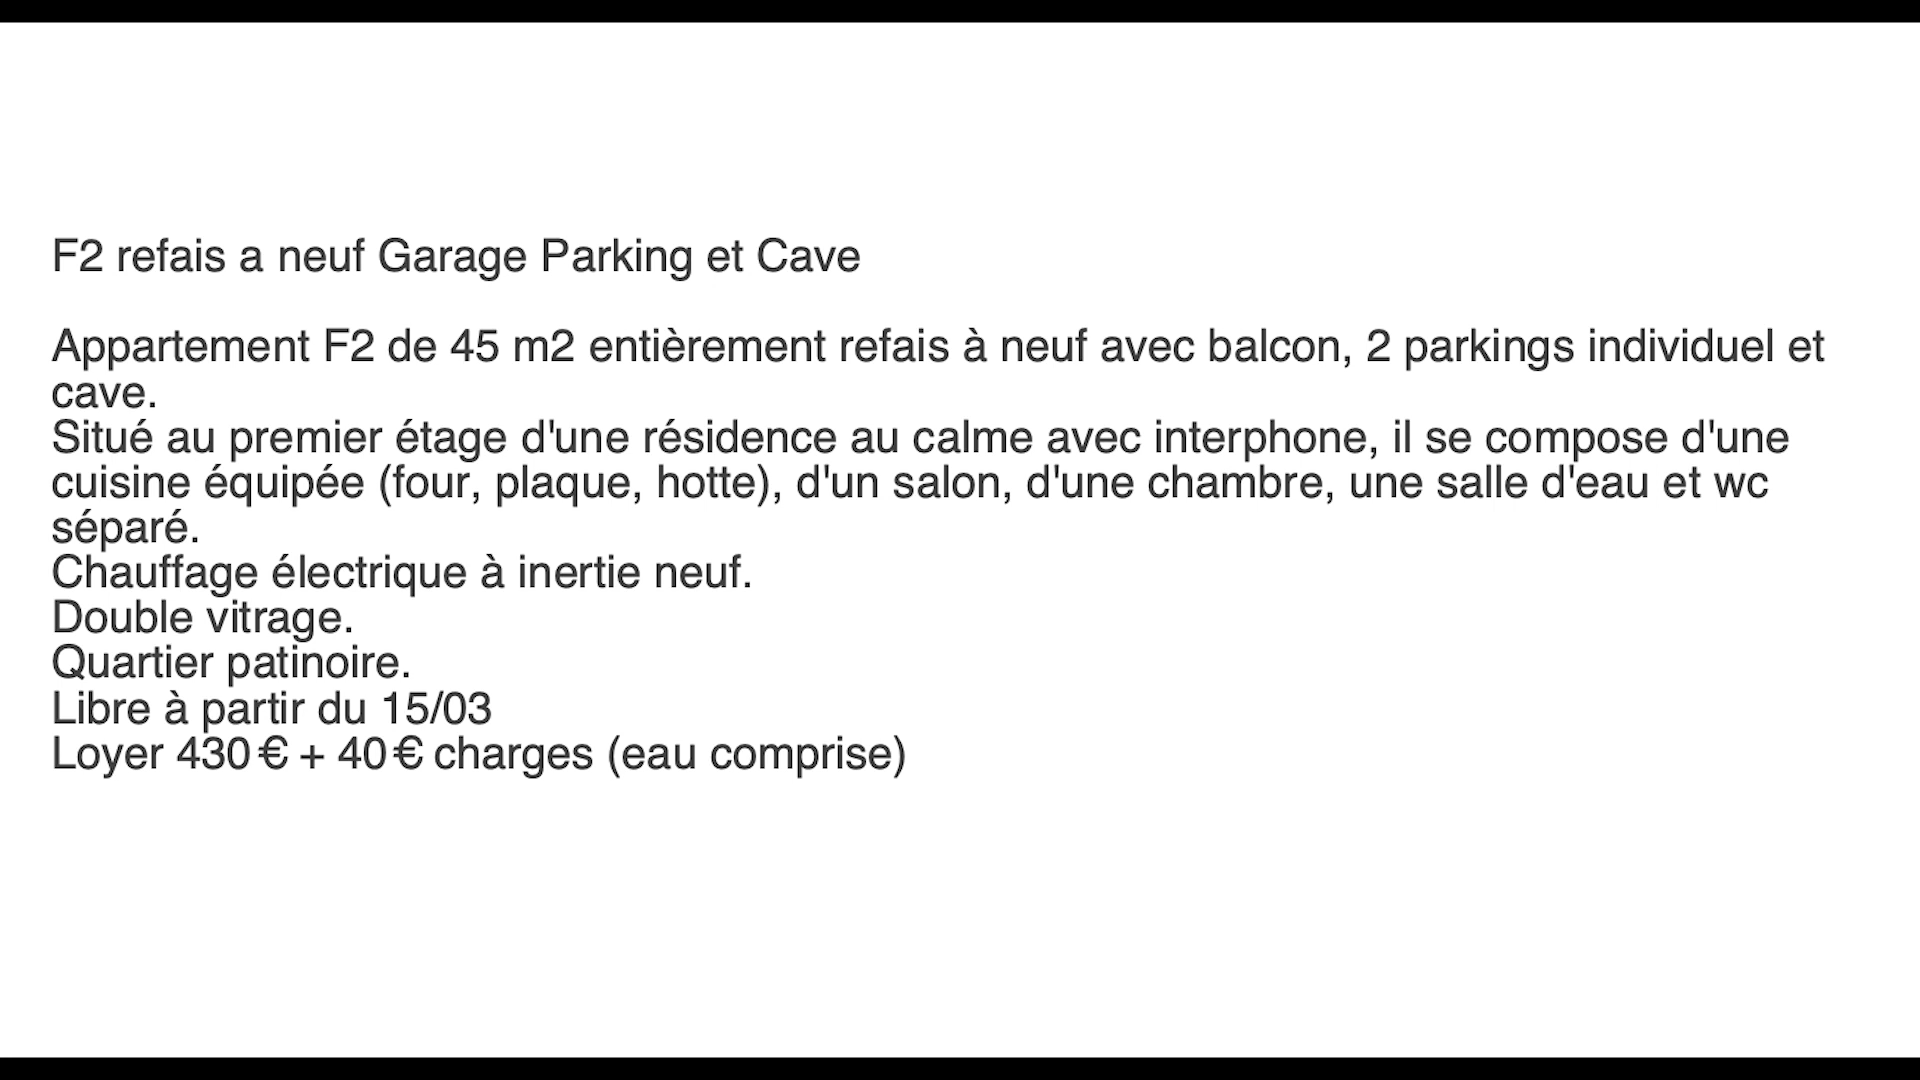 F2 refais a neuf Garage Parking et Cave
Appartement F2 de 45 m2 entièrement refais à neuf avec balcon, 2 parkings individuel et
cave.
Situé au premier étage d'une résidence au calme avec interphone, il se compose d'une
cuisine équipée (four, plaque, hotte), d'un salon, d'une chambre, une salle d'eau et wc
séparé.
Chauffage électrique à inertie neuf.
Double vitrage.
Quartier patinoire.
Libre à partir du 15/03
Loyer 430 € + 40 € charges (eau comprise)